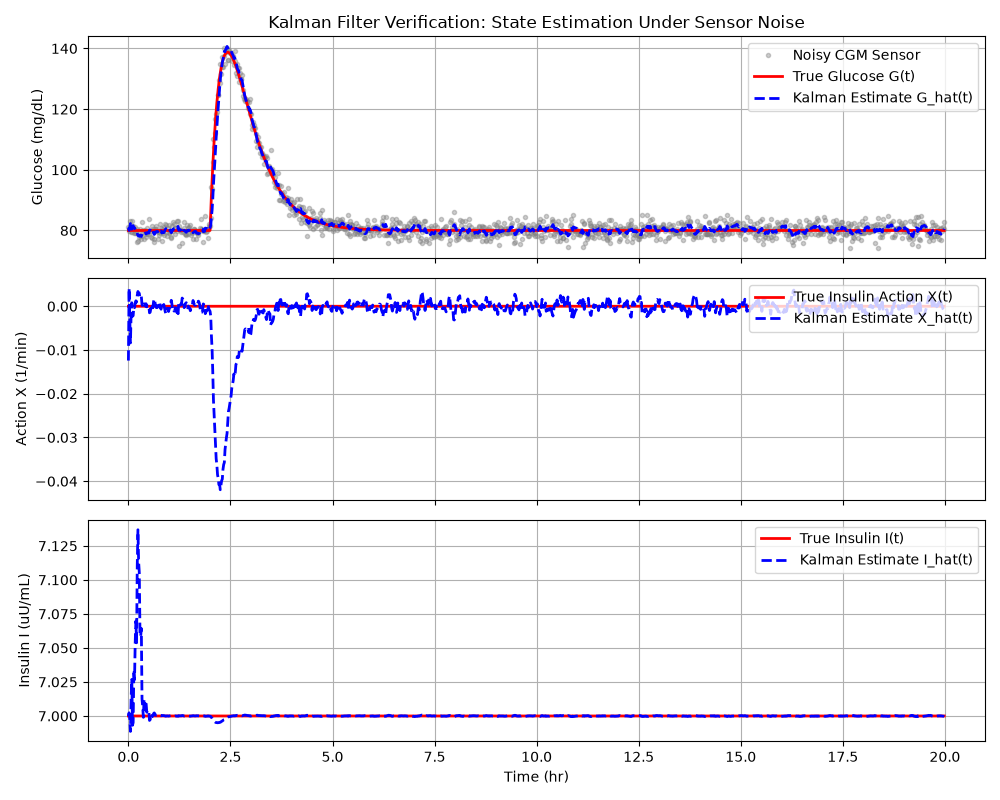 Kalman Filter Verification: State Estimation Under Sensor Noise
140
120
100
80
Glucose (mg/dL)
Noisy CGM Sensor
True Glucose G(t)
Kalman Estimate G_hat(t)
0.00
−0.01
−0.02
−0.03
−0.04
Action X (1/min)
True Insulin Action X(t)
Kalman Estimate X_hat(t)
7.125
7.100
7.075
7.050
7.025
7.000
Insulin I (uU/mL)
True Insulin I(t)
Kalman Estimate I_hat(t)
0.0 2.5 5.0 7.5 10.0 12.5 15.0 17.5 20.0
Time (hr)